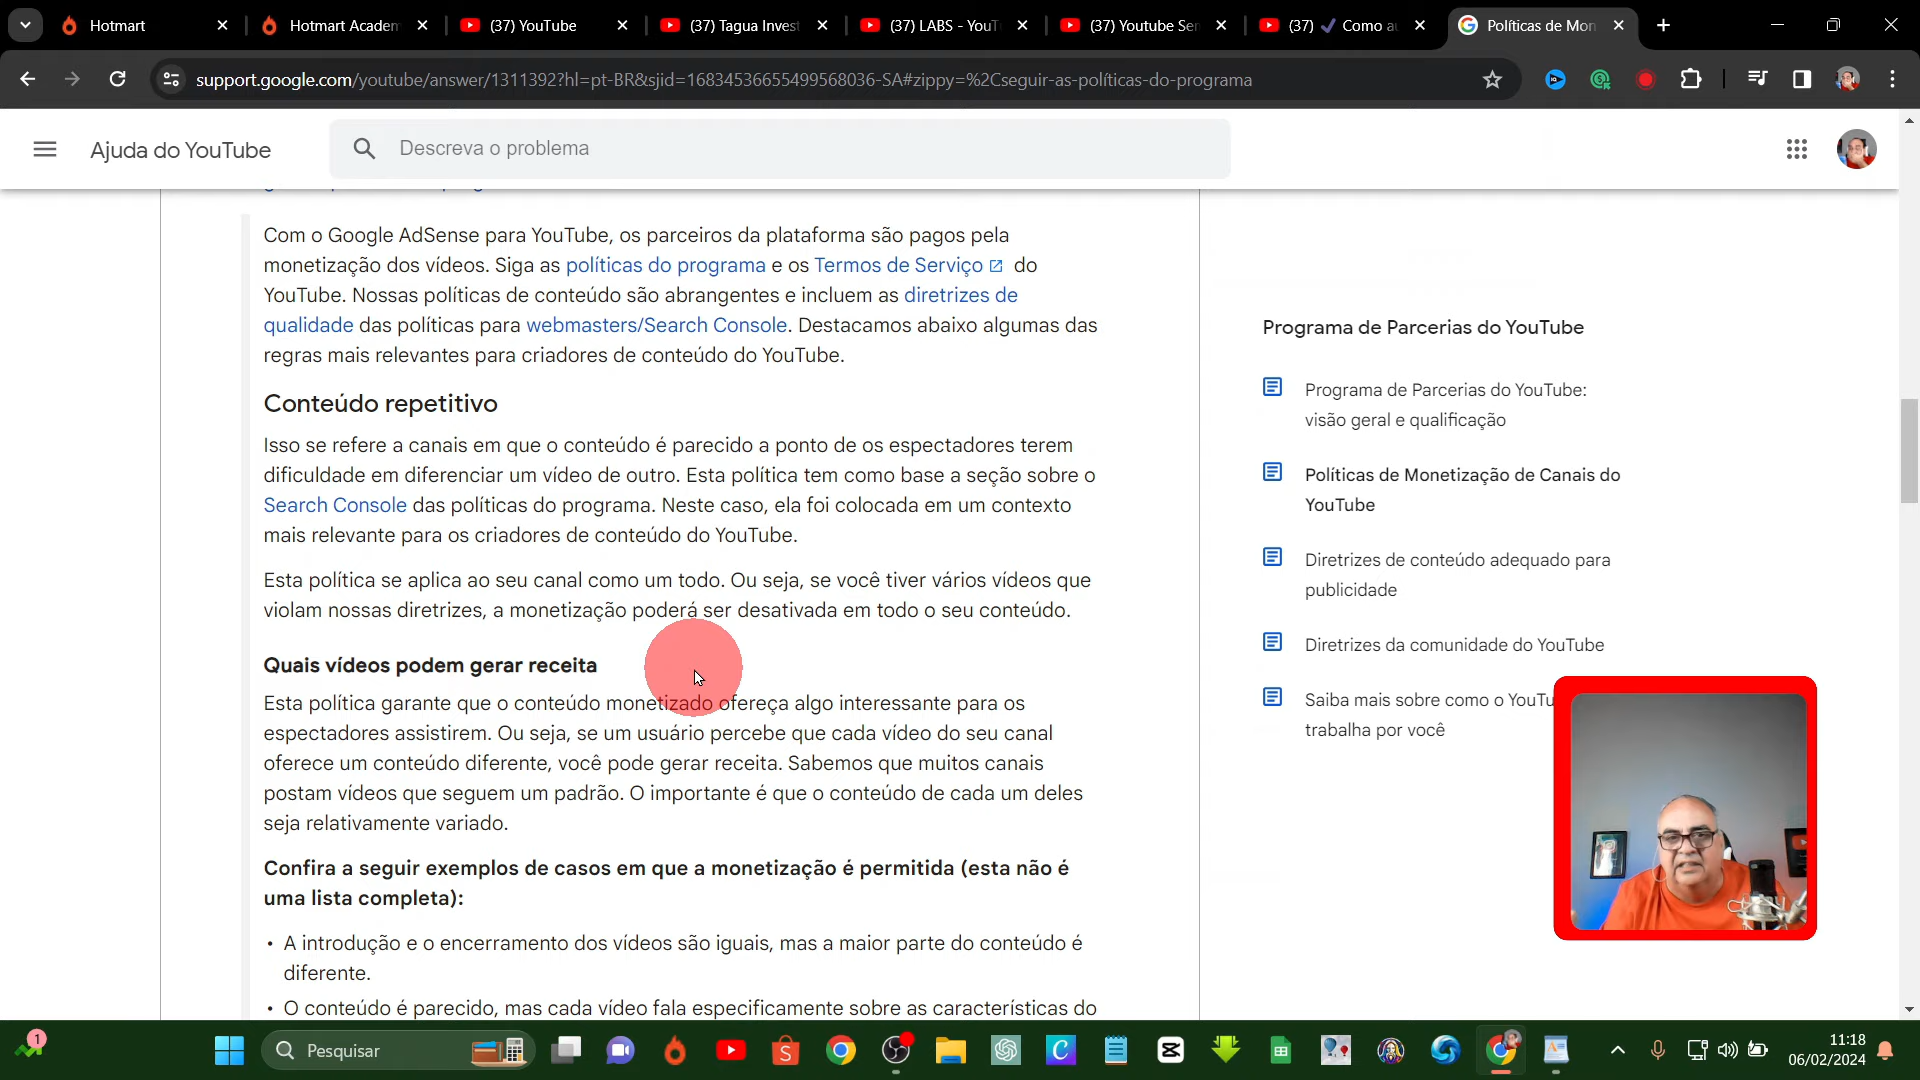 Hotmart
Hotmart Academ
(37) YouTube
(37) Tagua Invest
(37) LABS - YouT
(37) Youtube Sen
(37) ✓ Como au
Políticas de Mon
support.google.com/youtube/answer/1311392?hl=pt-BR&sjid=16834536655499568036-SA#zippy=%2Cseguir-as-políticas-do-programa
Ajuda do YouTube
Descreva o problema
Com o Google AdSense para YouTube, os parceiros da plataforma são pagos pela
monetização dos vídeos. Siga as políticas do programa e os Termos de Serviço do
YouTube. Nossas políticas de conteúdo são abrangentes e incluem as diretrizes de
qualidade das políticas para webmasters/Search Console. Destacamos abaixo algumas das
regras mais relevantes para criadores de conteúdo do YouTube.
Conteúdo repetitivo
Isso se refere a canais em que o conteúdo é parecido a ponto de os espectadores terem
dificuldade em diferenciar um vídeo de outro. Esta política tem como base a seção sobre o
Search Console das políticas do programa. Neste caso, ela foi colocada em um contexto
mais relevante para os criadores de conteúdo do YouTube.
Esta política se aplica ao seu canal como um todo. Ou seja, se você tiver vários vídeos que
violam nossas diretrizes, a monetização poderá ser desativada em todo o seu conteúdo.
Quais vídeos podem gerar receita
Esta política garante que o conteúdo monetizado ofereça algo interessante para os
espectadores assistirem. Ou seja, se um usuário percebe que cada vídeo do seu canal
oferece um conteúdo diferente, você pode gerar receita. Sabemos que muitos canais
postam vídeos que seguem um padrão. O importante é que o conteúdo de cada um deles
seja relativamente variado.
Confira a seguir exemplos de casos em que a monetização é permitida (esta não é
uma lista completa):
• A introdução e o encerramento dos vídeos são iguais, mas a maior parte do conteúdo é
diferente.
• O conteúdo é parecido, mas cada vídeo fala especificamente sobre as características do
Programa de Parcerias do YouTube
Programa de Parcerias do YouTube:
visão geral e qualificação
Políticas de Monetização de Canais do
YouTube
Diretrizes de conteúdo adequado para
publicidade
Diretrizes da comunidade do YouTube
Saiba mais sobre como o YouTu
trabalha por você
1
Pesquisar
11:18
06/02/2024